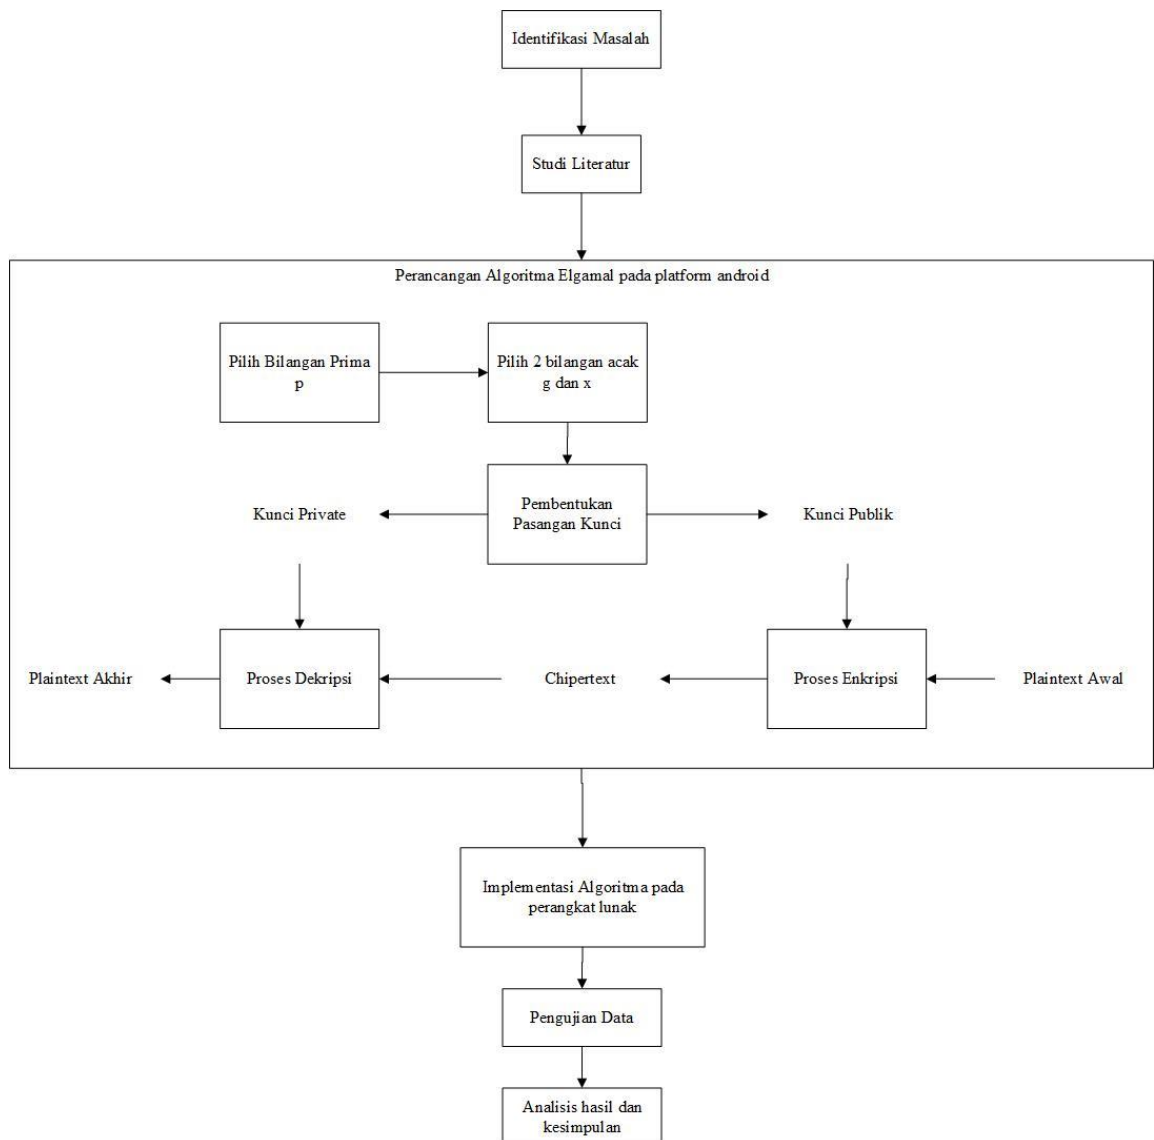 Identifikasi Masalah
Studi Literatur
Perancangan Algoritma Elgamal pada platform android
Pilih Bilangan Prima
p
Pilih 2 bilangan acak
g dan x
Kunci Private
Pembentukan
Pasangan Kunci
Kunci Publik
Plaintext Akhir
Proses Dekripsi
Chipertext
Proses Enkripsi
Plaintext Awal
Implementasi Algoritma pada
perangkat lunak
Pengujian Data
Analisis hasil dan
kesimpulan